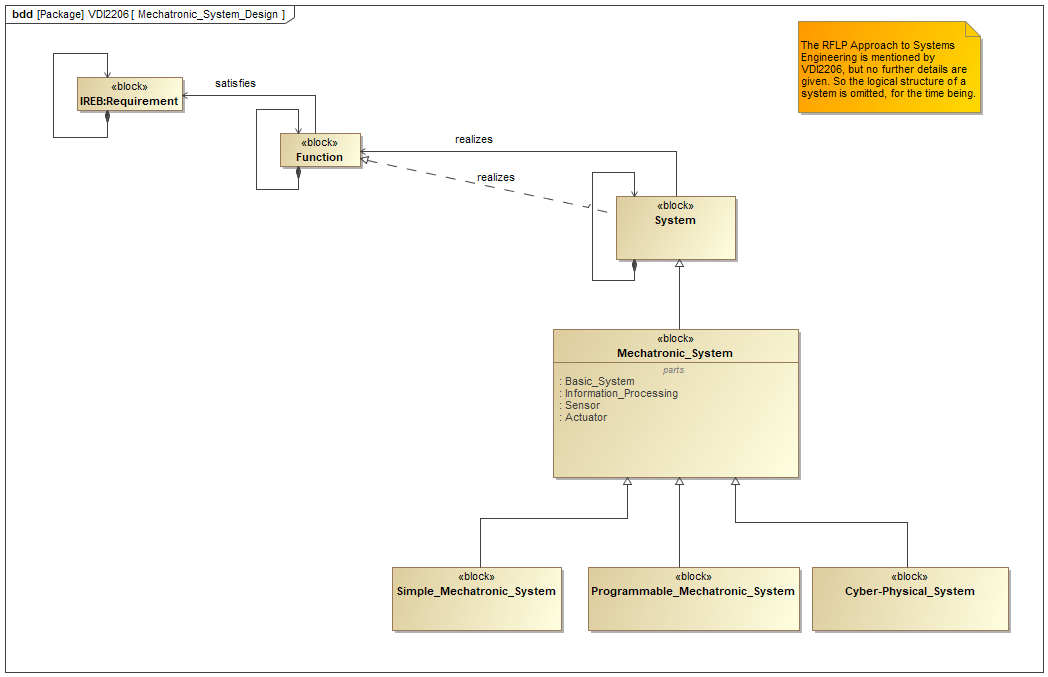 bdd [Package] VDI2206 [ Mechatronic_System_Design ]
The RFLP Approach to Systems
Engineering is mentioned by
VDI2206, but no further details are
given. So the logical structure of a
system is omitted, for the time being.
«block»
IREB:Requirement
satisfies
«block»
Function
realizes
realizes
«block»
System
«block»
Mechatronic_System
parts
: Basic_System
: Information_Processing
: Sensor
: Actuator
«block»
Simple_Mechatronic_System
«block»
Programmable_Mechatronic_System
«block»
Cyber-Physical_System